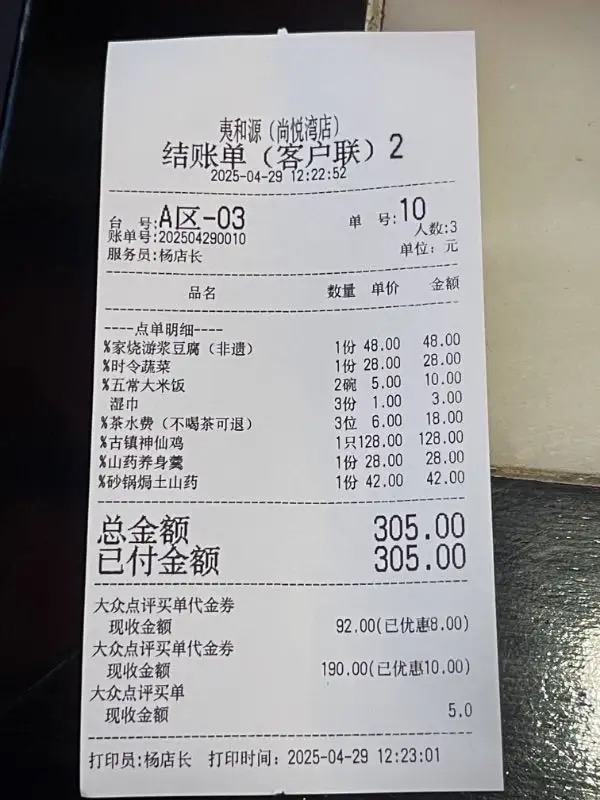 夷和源（尚悦湾店）
结账单（客户联）2
2025-04-29 12:22:52
台 号:A区-03 单 号:10
账单号:202504290010 人数:3
服务员:杨店长 单位: 元
品名 数量 单价 金额
----点单明细----
%家烧游浆豆腐（非遗） 1份 48.00 48.00
%时令蔬菜 1份 28.00 28.00
%五常大米饭 2碗 5.00 10.00
湿巾 3份 1.00 3.00
%茶水费（不喝茶可退） 3位 6.00 18.00
%古镇神仙鸡 1只128.00 128.00
%山药养身羹 1份 28.00 28.00
%砂锅焗土山药 1份 42.00 42.00
总金额 305.00
已付金额 305.00
大众点评买单代金券
现收金额 92.00(已优惠8.00)
大众点评买单代金券
现收金额 190.00(已优惠10.00)
大众点评买单
现收金额 5.0
打印员:杨店长 打印时间: 2025-04-29 12:23:01